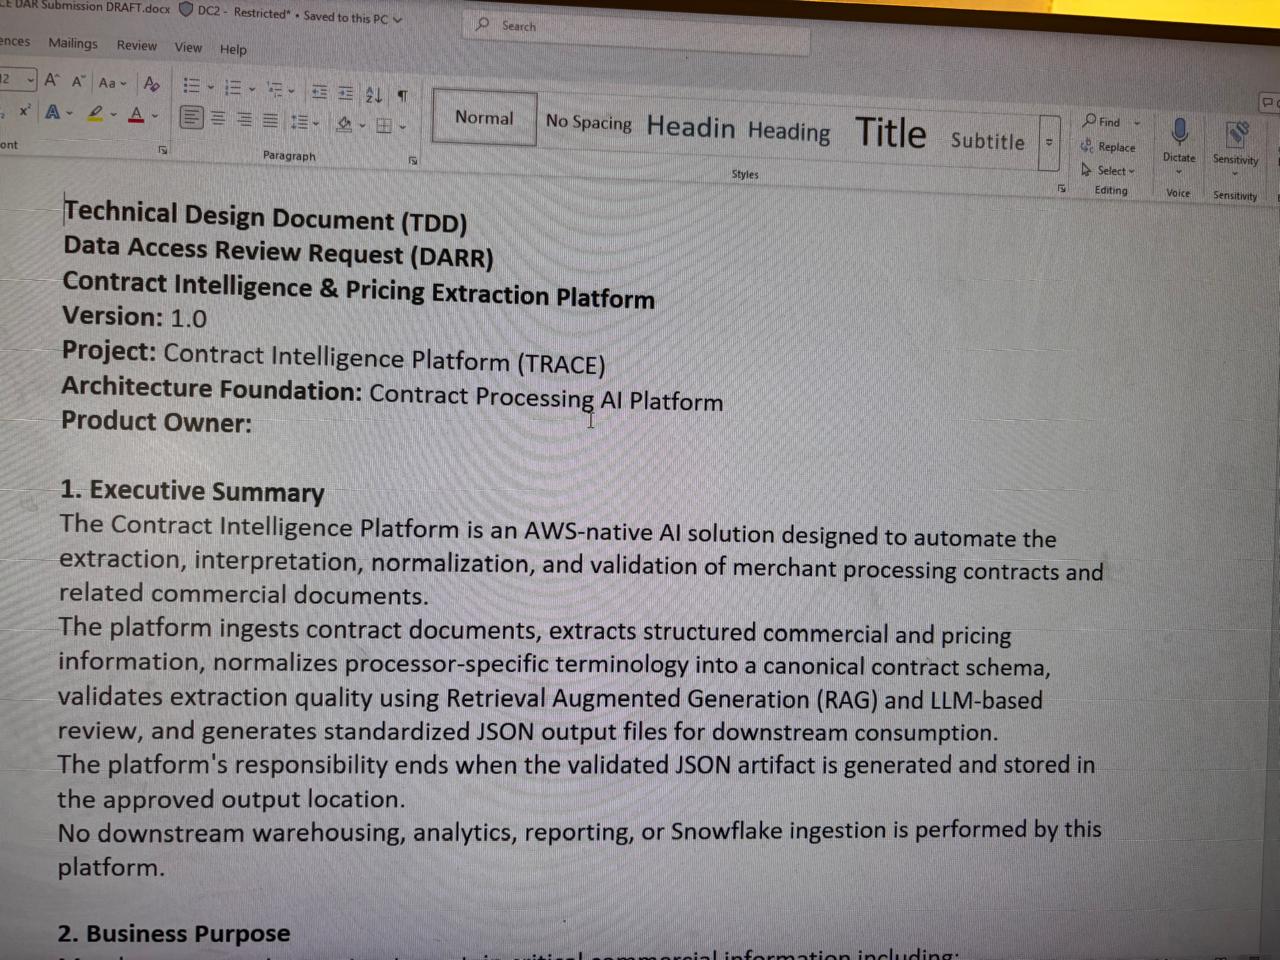 DAR Submission DRAFT.docx DC2 - Restricted* • Saved to this PC
Search
ences Mailings Review View Help
Aa
Normal No Spacing Headin Heading Title Subtitle
Find
Replace
Select
Dictate
Sensitivity
ont Paragraph Styles Editing Voice Sensitivity
Technical Design Document (TDD)
Data Access Review Request (DARR)
Contract Intelligence & Pricing Extraction Platform
Version: 1.0
Project: Contract Intelligence Platform (TRACE)
Architecture Foundation: Contract Processing AI Platform
Product Owner:
1. Executive Summary
The Contract Intelligence Platform is an AWS-native AI solution designed to automate the
extraction, interpretation, normalization, and validation of merchant processing contracts and
related commercial documents.
The platform ingests contract documents, extracts structured commercial and pricing
information, normalizes processor-specific terminology into a canonical contract schema,
validates extraction quality using Retrieval Augmented Generation (RAG) and LLM-based
review, and generates standardized JSON output files for downstream consumption.
The platform's responsibility ends when the validated JSON artifact is generated and stored in
the approved output location.
No downstream warehousing, analytics, reporting, or Snowflake ingestion is performed by this
platform.
2. Business Purpose
critical commercial information including: